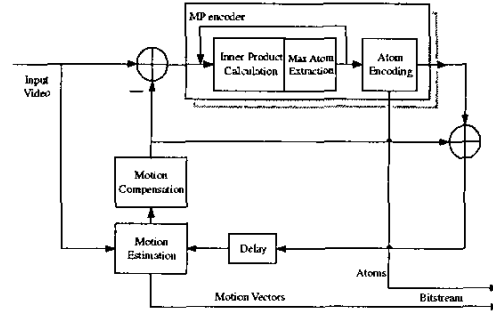 MP encoder
Inner Product
Calculation
Max Atom
Extraction
Atom
Encoding
Input
Video
Motion
Compensation
Motion
Estimation
Delay
Atoms
Motion Vectors
Bitstream